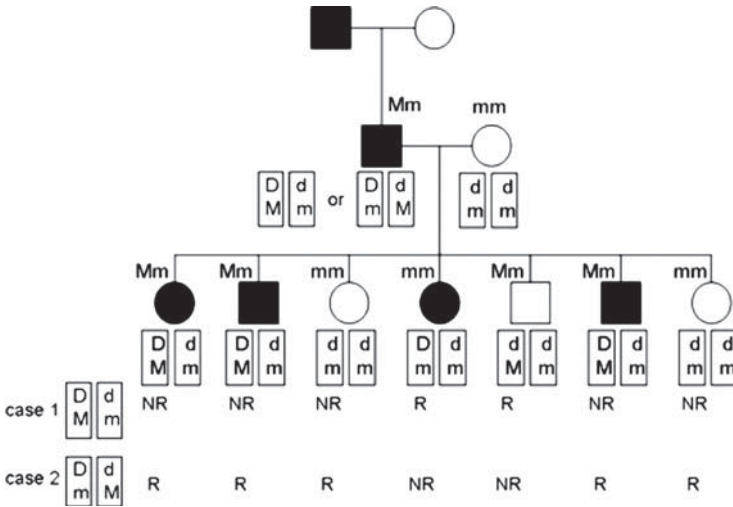 Mm mm
D d or D d d d
M m m M m m
Mm Mm mm mm Mm Mm mm
D d D d d d D d d d D d d d
M m M m m m m m M m M m m m
case 1 D d NR NR NR R R NR NR
M m
case 2 D d R R R NR NR R R
m M